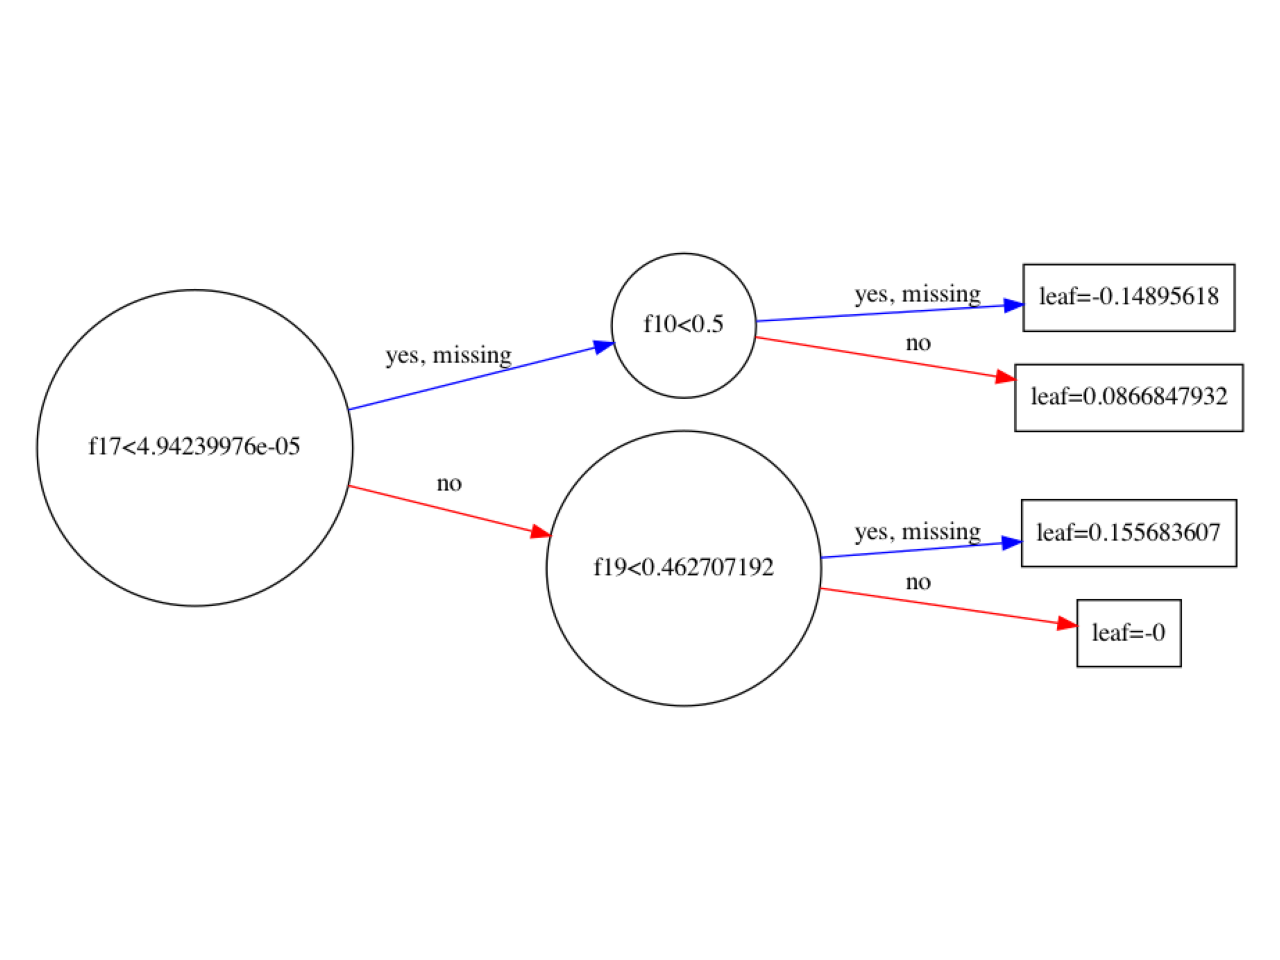 f17<4.94239976e-05
yes, missing
no
f10<0.5
yes, missing
no
leaf=-0.14895618
leaf=0.0866847932
f19<0.462707192
yes, missing
no
leaf=0.155683607
leaf=-0